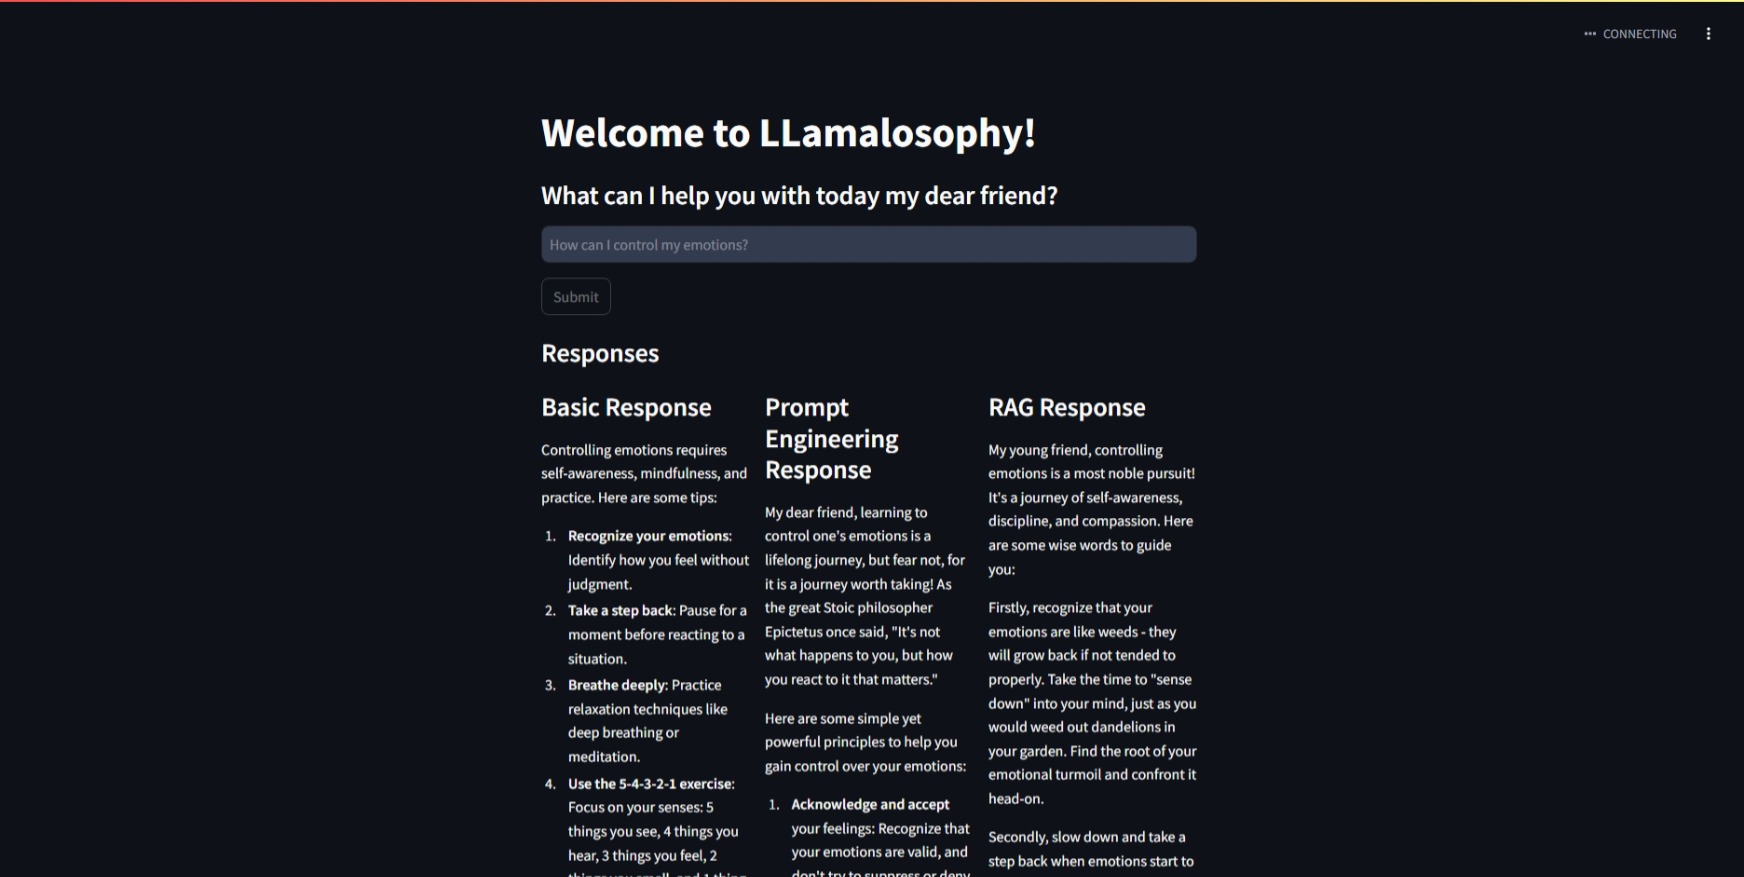 CONNECTING
Welcome to LLamalosophy!
What can I help you with today my dear friend?
How can I control my emotions?
Submit
Responses
Basic Response
Controlling emotions requires
self-awareness, mindfulness, and
practice. Here are some tips:
1. Recognize your emotions:
Identify how you feel without
judgment.
2. Take a step back: Pause for a
moment before reacting to a
situation.
3. Breathe deeply: Practice
relaxation techniques like
deep breathing or
meditation.
4. Use the 5-4-3-2-1 exercise:
Focus on your senses: 5
things you see, 4 things you
hear, 3 things you feel, 2
things you smell, and 1 thing
Prompt
Engineering
Response
My dear friend, learning to
control one's emotions is a
lifelong journey, but fear not, for
it is a journey worth taking! As
the great Stoic philosopher
Epictetus once said, "It's not
what happens to you, but how
you react to it that matters."
Here are some simple yet
powerful principles to help you
gain control over your emotions:
1. Acknowledge and accept
your feelings: Recognize that
your emotions are valid, and
don't try to suppress or deny
RAG Response
My young friend, controlling
emotions is a most noble pursuit!
It's a journey of self-awareness,
discipline, and compassion. Here
are some wise words to guide
you:
Firstly, recognize that your
emotions are like weeds - they
will grow back if not tended to
properly. Take the time to "sense
down" into your mind, just as you
would weed out dandelions in
your garden. Find the root of your
emotional turmoil and confront it
head-on.
Secondly, slow down and take a
step back when emotions start to